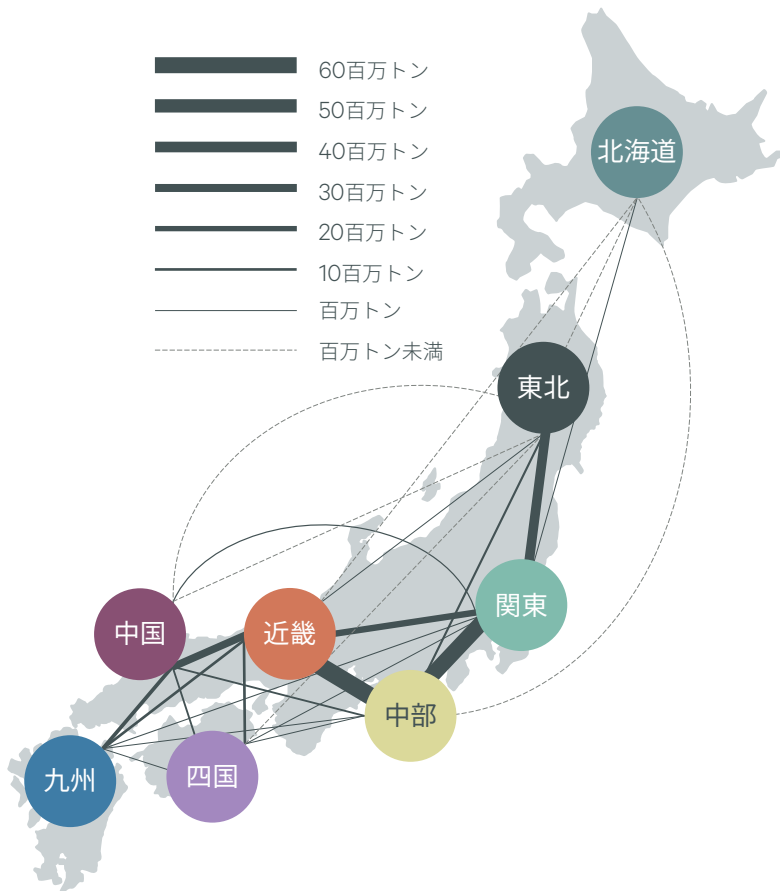 60百万トン
50百万トン
40百万トン
30百万トン
20百万トン
10百万トン
百万トン
百万トン未満
北海道
東北
関東
中国
近畿
中部
九州
四国